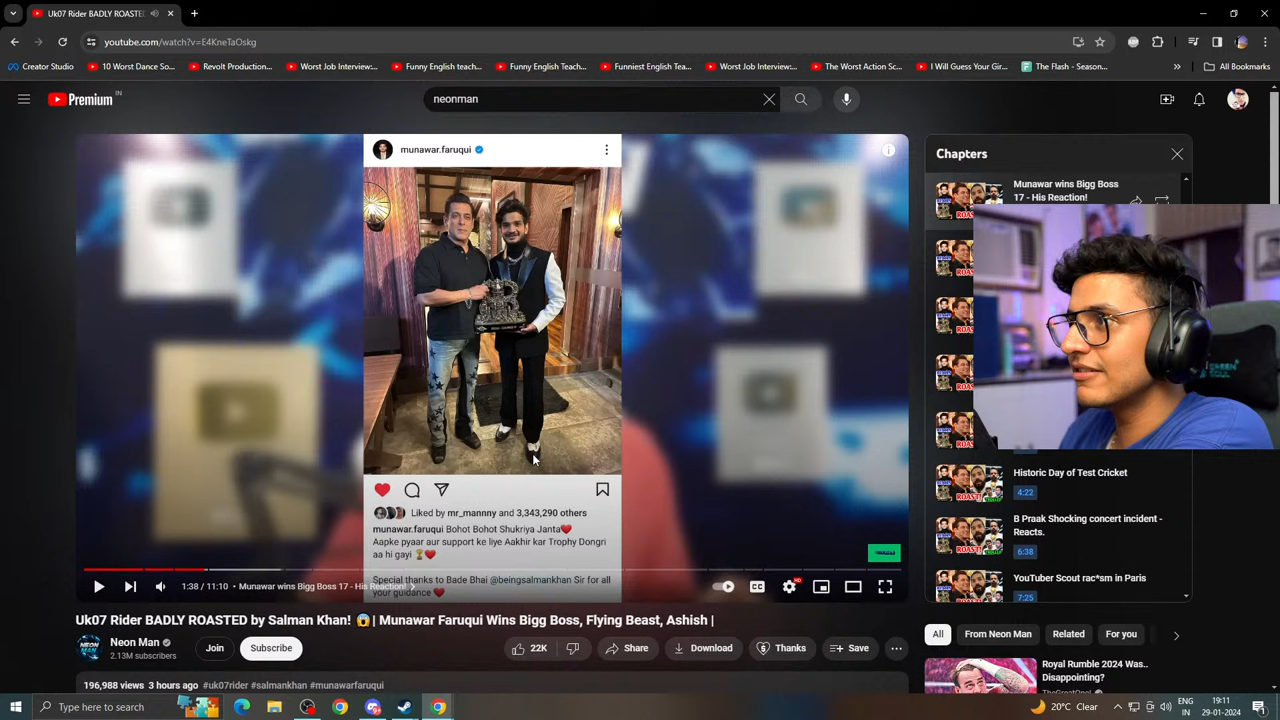 Uk07 Rider BADLY ROASTED
youtube.com/watch?v=E4KneTaOskg
Creator Studio
10 Worst Dance So...
Revolt Production...
Worst Job Interview:...
Funny English teach...
Funny English Teac...
Funniest English Tea...
Worst Job Interview:...
The Worst Action Sc...
I Will Guess Your Gir...
The Flash - Season...
All Bookmarks
Premium IN
neonman
munawar.faruqui
Liked by mr_mannny and 3,343,290 others
munawar.faruqui Bohot Bohot Shukriya Janta❤️
Aapke pyaar aur support ke liye Aakhir kar Trophy Dongri
aa hi gayi ⏳❤️
Special thanks to Bade Bhai @beingsalmankhan Sir for all
your guidance ❤️
1:38 / 11:10 • Munawar wins Bigg Boss 17 - His Reaction!
CC
HD
Chapters
Munawar wins Bigg Boss
17 - His Reaction!
Historic Day of Test Cricket
4:22
B Praak Shocking concert incident -
Reacts.
6:38
YouTuber Scout rac*sm in Paris
7:25
Uk07 Rider BADLY ROASTED by Salman Khan! 😱| Munawar Faruqui Wins Bigg Boss, Flying Beast, Ashish |
NEON
MAN
Neon Man
2.13M subscribers
Join
Subscribe
22K
Share
Download
Thanks
Save
196,988 views 3 hours ago #uk07rider #salmankhan #munawarfaruqui
All
From Neon Man
Related
For you
Royal Rumble 2024 Was..
Disappointing?
TheGreatOne!
Type here to search
20°C Clear
ENG
IN
19:11
29-01-2024